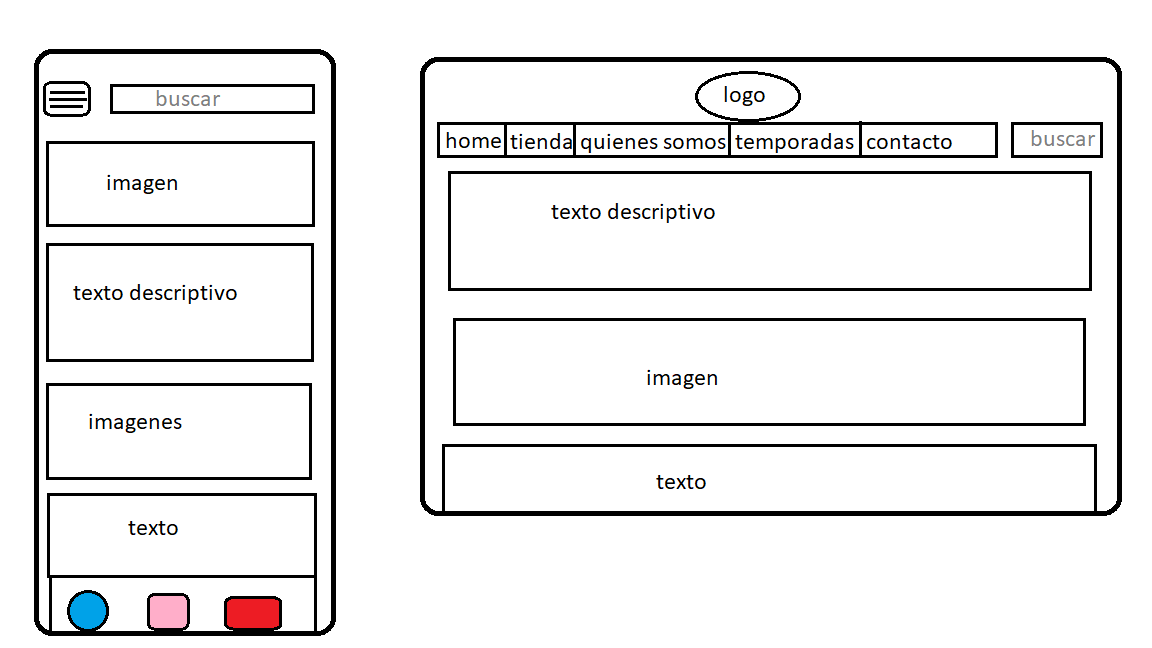 buscar
imagen
texto descriptivo
imagenes
texto
logo
home tienda quienes somos temporadas contacto buscar
texto descriptivo
imagen
texto